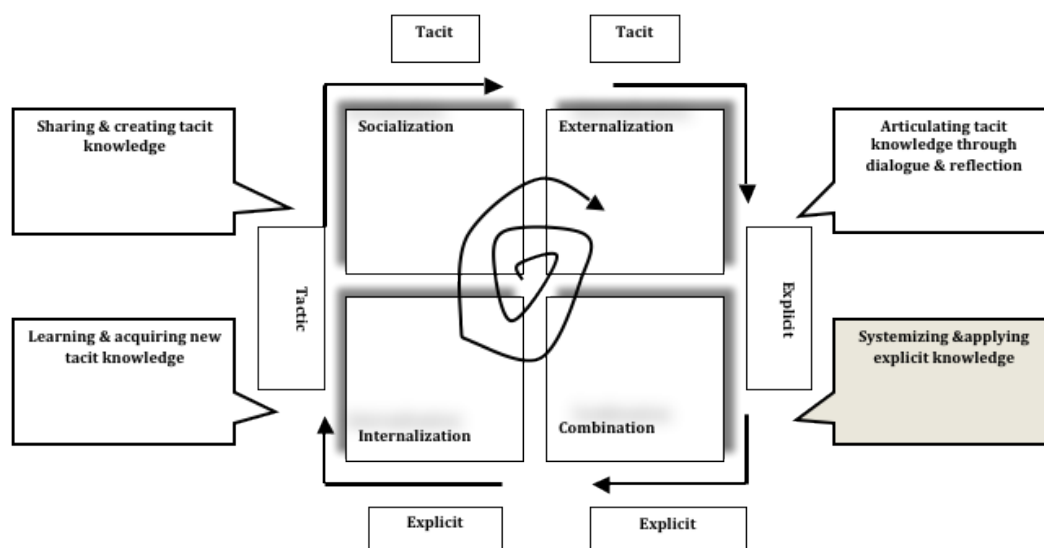 Tacit
Tacit
Sharing & creating tacit
knowledge
Socialization
Externalization
Articulating tacit
knowledge through
dialogue & reflection
Tactic
Explicit
Learning & acquiring new
tacit knowledge
Internalization
Combination
Systemizing &applying
explicit knowledge
Explicit
Explicit